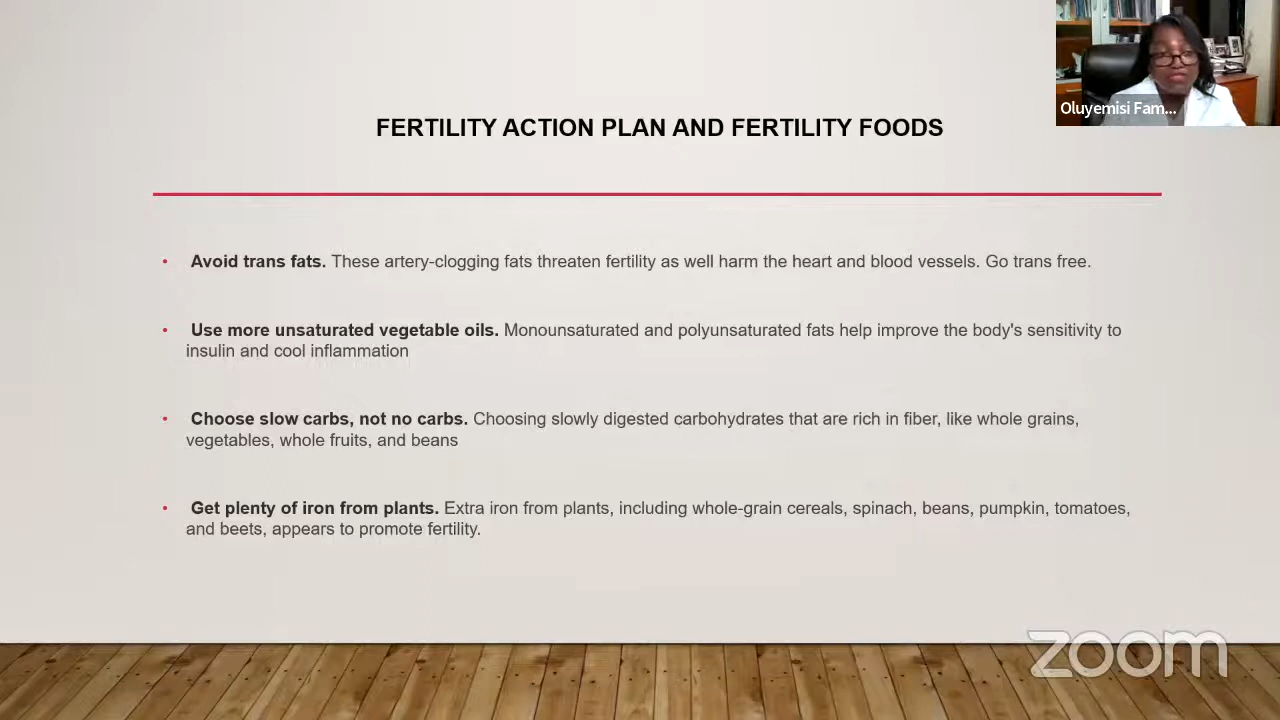 FERTILITY ACTION PLAN AND FERTILITY FOODS
Oluyemisi Fam...
• Avoid trans fats. These artery-clogging fats threaten fertility as well harm the heart and blood vessels. Go trans free.
• Use more unsaturated vegetable oils. Monounsaturated and polyunsaturated fats help improve the body's sensitivity to
insulin and cool inflammation
• Choose slow carbs, not no carbs. Choosing slowly digested carbohydrates that are rich in fiber, like whole grains,
vegetables, whole fruits, and beans
• Get plenty of iron from plants. Extra iron from plants, including whole-grain cereals, spinach, beans, pumpkin, tomatoes,
and beets, appears to promote fertility.
zoom